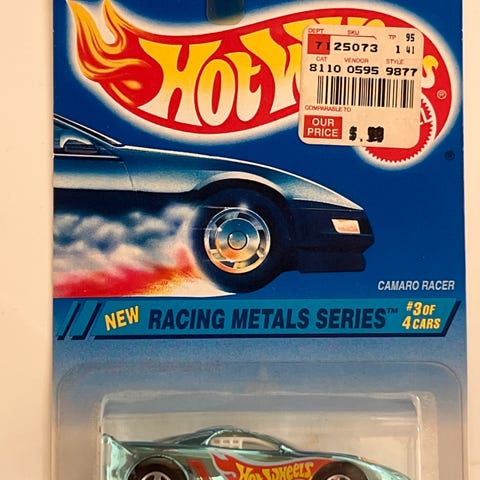 HOT WHEELS
®
DEPT SKU TP 95
71 25073 1 41
CAT VENDOR STYLE
8110 0595 9877
COMPARABLE TO
OUR
PRICE
CAMARO RACER
NEW RACING METALS SERIES™ #3 OF
4 CARS
HOT WHEELS